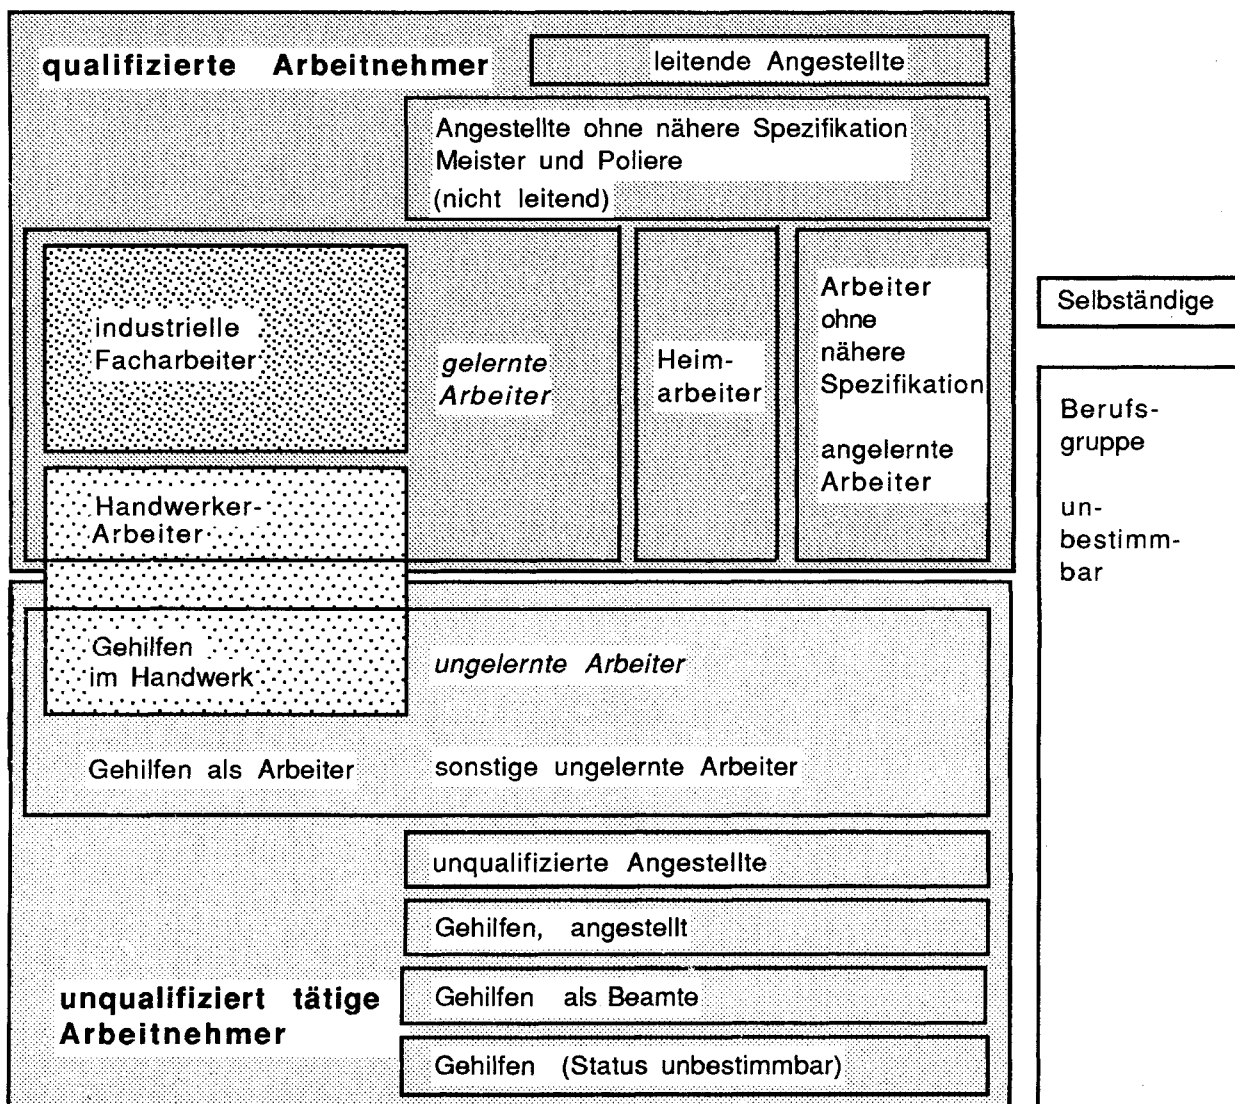 qualifizierte Arbeitnehmer
leitende Angestellte
Angestellte ohne nähere Spezifikation
Meister und Poliere
(nicht leitend)
industrielle
Facharbeiter
gelernte
Arbeiter
Heim-
arbeiter
Arbeiter
ohne
nähere
Spezifikation
angelernte
Arbeiter
Handwerker-
Arbeiter
Gehilfen
im Handwerk
ungelernte Arbeiter
Gehilfen als Arbeiter
sonstige ungelernte Arbeiter
unqualifizierte Angestellte
Gehilfen, angestellt
Gehilfen als Beamte
Gehilfen (Status unbestimmbar)
unqualifiziert tätige
Arbeitnehmer
Selbständige
Berufs-
gruppe
un-
bestimm-
bar